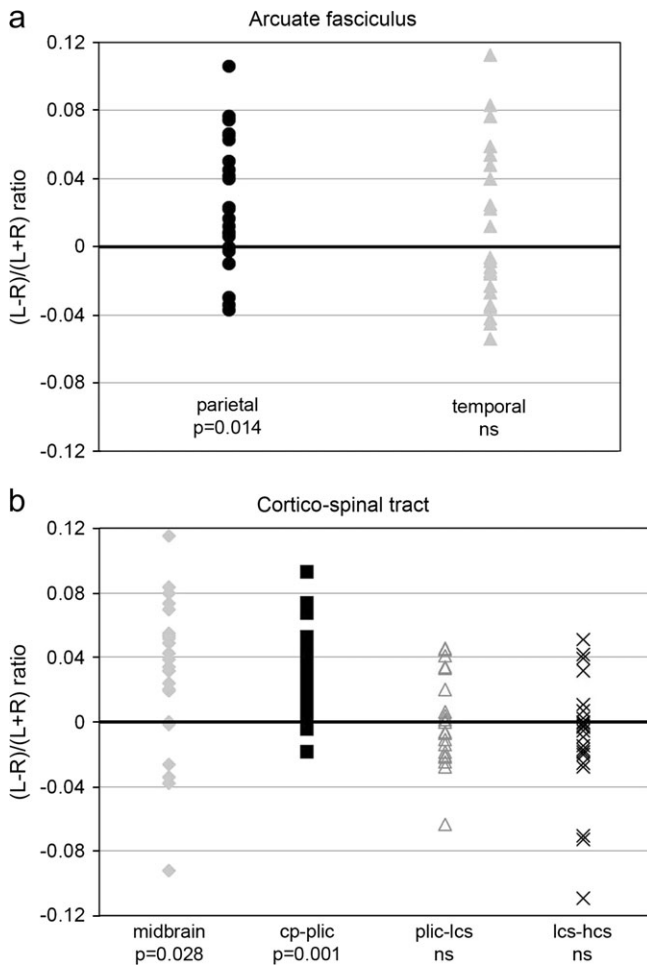 a
Arcuate fasciculus
0.12
0.08
0.04
0
-0.04
-0.08
-0.12
(L-R)/(L+R) ratio
parietal
p=0.014
temporal
ns
b
Cortico-spinal tract
0.12
0.08
0.04
0
-0.04
-0.08
-0.12
(L-R)/(L+R) ratio
midbrain
p=0.028
cp-plic
p=0.001
plic-lcs
ns
lcs-hcs
ns